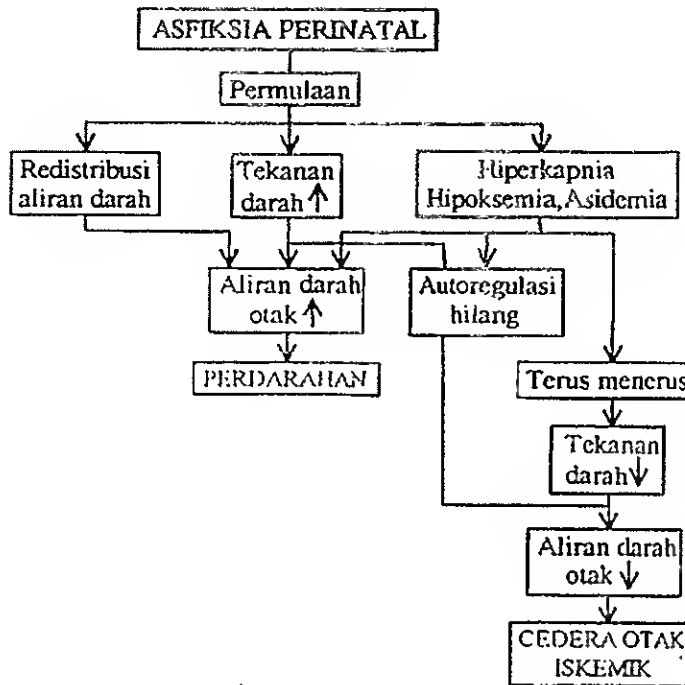 ASFIKSIA PERINATAL
Permulaan
Redistribusi
aliran darah
Tekanan
darah ↑
Hiperkapnia
Hipoksemia, Asidemia
Aliran darah
otak ↑
Autoregulasi
hilang
PERDARAHAN
Terus menerus
Tekanan
darah ↓
Aliran darah
otak ↓
CEDERA OTAK
ISKEMIK